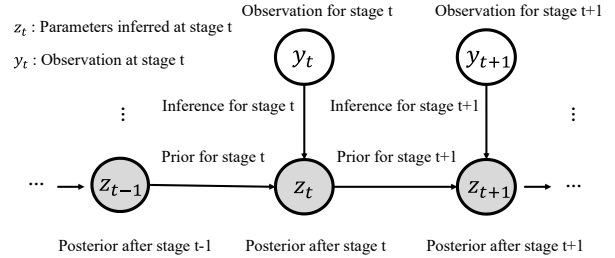 Observation for stage t
Observation for stage t+1
z_t : Parameters inferred at stage t
y_t : Observation at stage t
y_t
y_{t+1}
⋮
Inference for stage t
Inference for stage t+1
⋮
Prior for stage t
Prior for stage t+1
...
z_{t−1}
z_t
z_{t+1}
...
Posterior after stage t-1
Posterior after stage t
Posterior after stage t+1